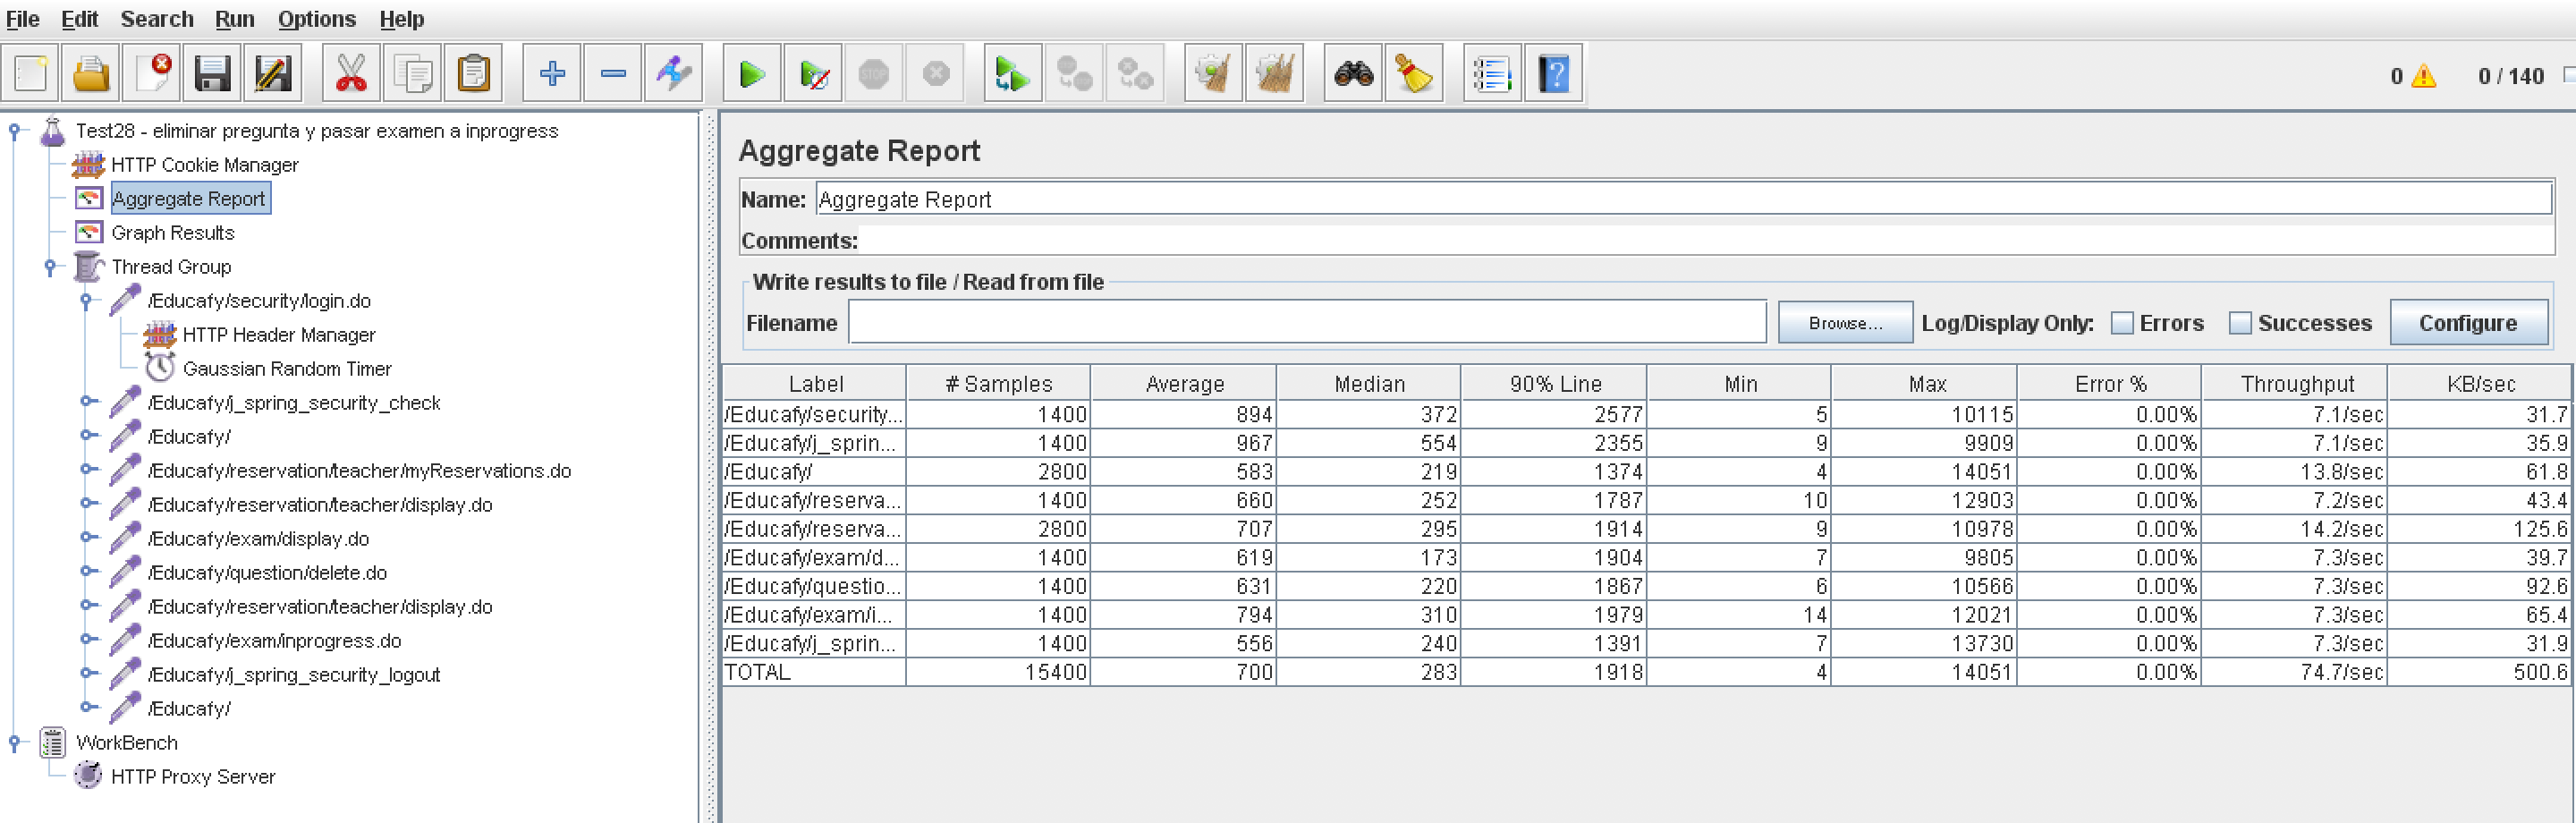 File Edit Search Run Options Help
STOP
0 0 / 140
Test28 - eliminar pregunta y pasar examen a inprogress
HTTP Cookie Manager
Aggregate Report
Graph Results
Thread Group
/Educafy/security/login.do
HTTP Header Manager
Gaussian Random Timer
/Educafy/j_spring_security_check
/Educafy/
/Educafy/reservation/teacher/myReservations.do
/Educafy/reservation/teacher/display.do
/Educafy/exam/display.do
/Educafy/question/delete.do
/Educafy/reservation/teacher/display.do
/Educafy/exam/inprogress.do
/Educafy/j_spring_security_logout
/Educafy/
WorkBench
HTTP Proxy Server
Aggregate Report
Name: Aggregate Report
Comments:
Write results to file / Read from file
Filename Browse... Log/Display Only: Errors Successes Configure
Label # Samples Average Median 90% Line Min Max Error % Throughput KB/sec
/Educafy/security... 1400 894 372 2577 5 10115 0.00% 7.1/sec 31.7
/Educafy/j_sprin... 1400 967 554 2355 9 9909 0.00% 7.1/sec 35.9
/Educafy/ 2800 583 219 1374 4 14051 0.00% 13.8/sec 61.8
/Educafy/reserva... 1400 660 252 1787 10 12903 0.00% 7.2/sec 43.4
/Educafy/reserva... 2800 707 295 1914 9 10978 0.00% 14.2/sec 125.6
/Educafy/exam/d... 1400 619 173 1904 7 9805 0.00% 7.3/sec 39.7
/Educafy/questio... 1400 631 220 1867 6 10566 0.00% 7.3/sec 92.6
/Educafy/exam/i... 1400 794 310 1979 14 12021 0.00% 7.3/sec 65.4
/Educafy/j_sprin... 1400 556 240 1391 7 13730 0.00% 7.3/sec 31.9
TOTAL 15400 700 283 1918 4 14051 0.00% 74.7/sec 500.6